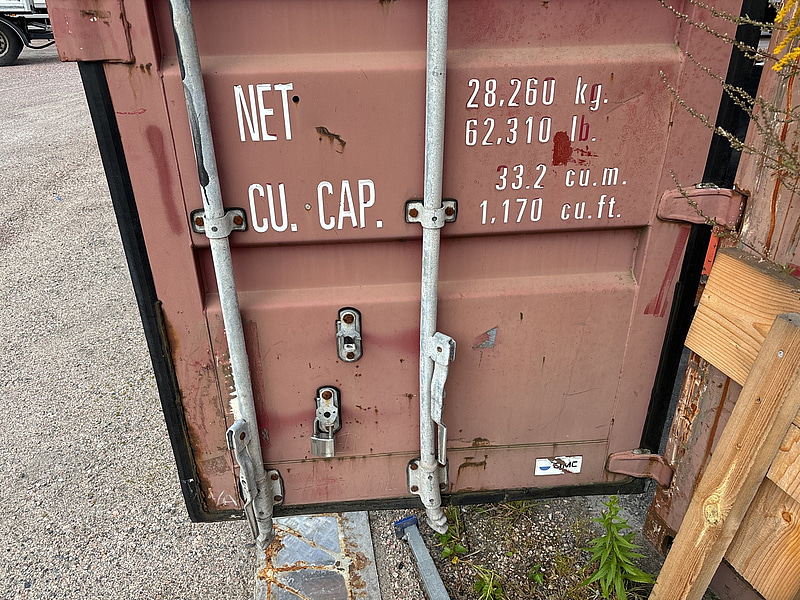 NET 28,260 kg.
62,310 lb.
CU. CAP. 33.2 cu.m.
1,170 cu.ft.
CIMC